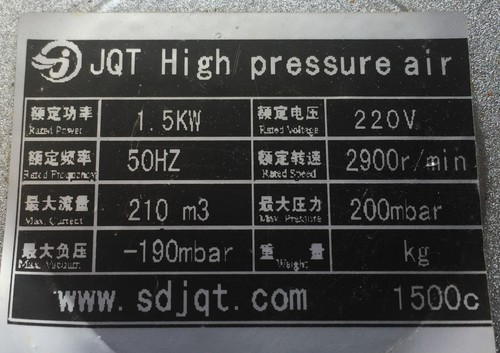 JQT High pressure air
额定功率 1.5KW 额定电压 220V
Rated Power Rated Voltage
额定频率 50HZ 额定转速 2900r/min
Rated Frequency Rated Speed
最大流量 210 m3 最大压力 200mbar
Max. Current Max. Pressure
最大负压 -190mbar 重量 kg
Max. Vacuum Weight
www.sdjqt.com 1500c